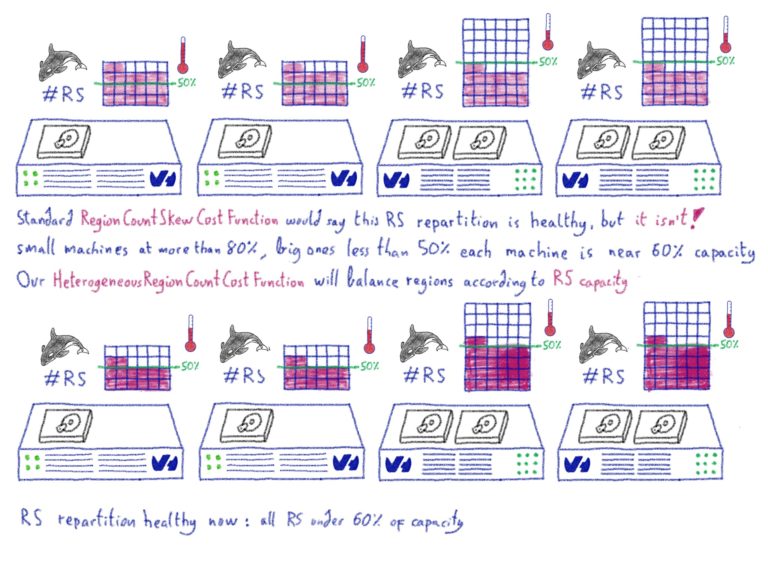 50% 50% 50% 50%
#RS #RS #RS #RS
Standard RegionCountSkewCostFunction would say this RS repartition is healthy, but it isn't!
small machines at more than 80%, big ones less than 50% each machine is near 60% capacity
Our HeterogeneousRegionCountCostFunction will balance regions according to RS capacity
50% 50% 50% 50%
#RS #RS #RS #RS
RS repartition healthy now: all RS under 60% of capacity